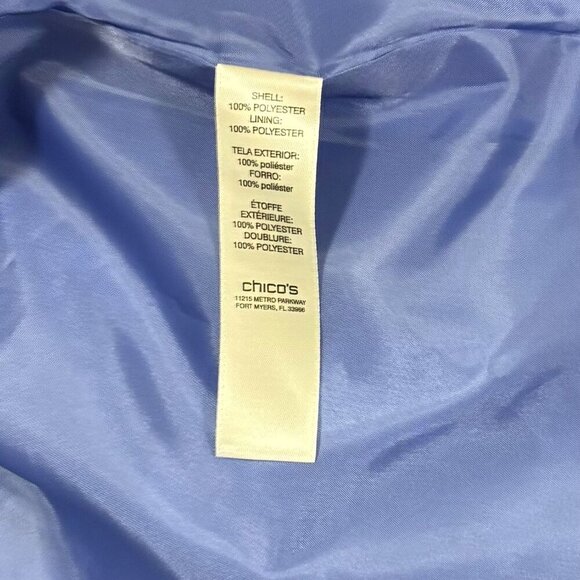 SHELL:
100% POLYESTER
LINING:
100% POLYESTER
TELA EXTERIOR:
100% poliéster
FORRO:
100% poliéster
ÉTOFFE
EXTÉRIEURE:
100% POLYESTER
DOUBLURE:
100% POLYESTER
chico's
11215 METRO PARKWAY
FORT MYERS, FL 33966